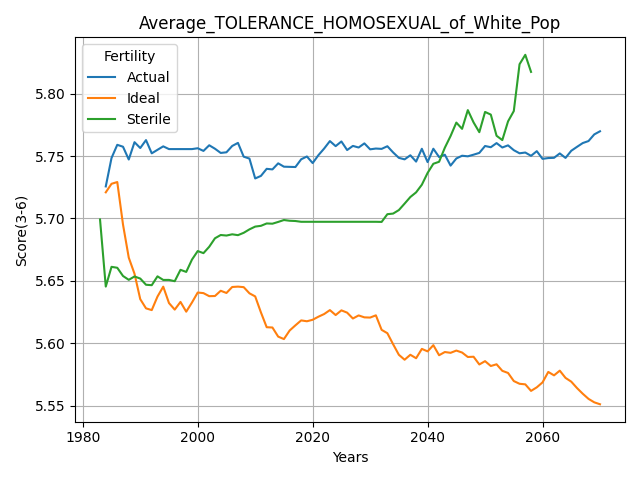 Average_TOLERANCE_HOMOSEXUAL_of_White_Pop
Fertility
Actual
Ideal
Sterile
Score(3-6)
5.80
5.75
5.70
5.65
5.60
5.55
1980
2000
2020
2040
2060
Years